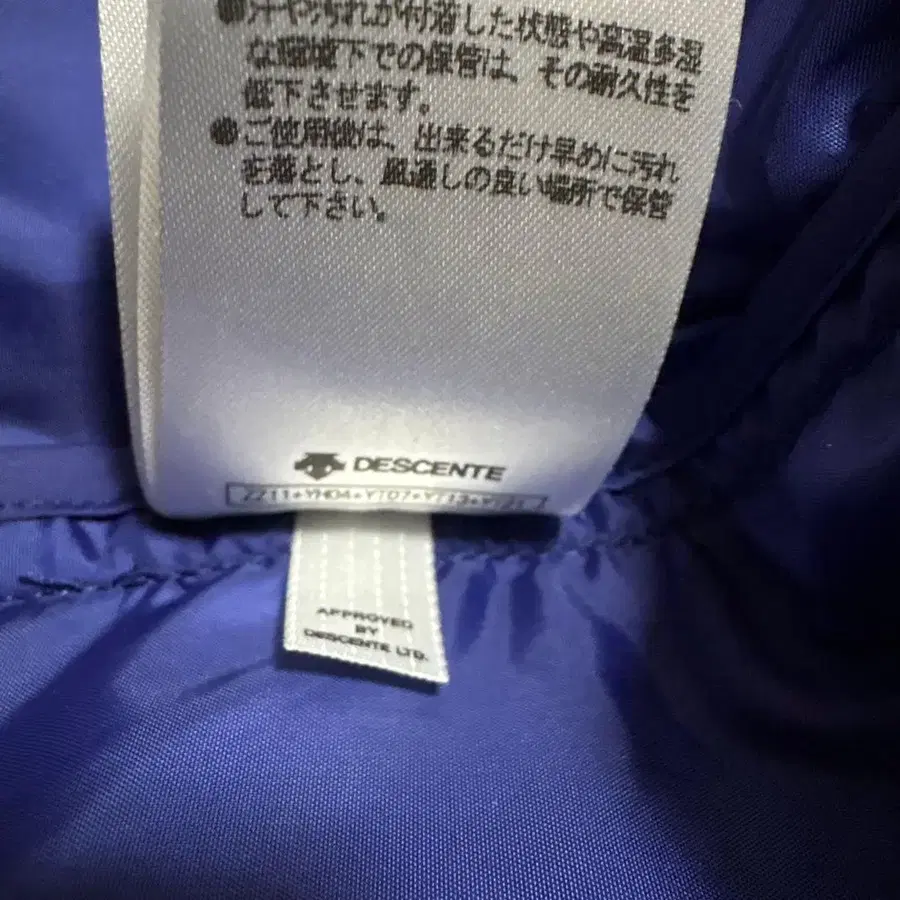 ●汗や汚れが付着した状態や高温多湿
な環境下での保管は、その耐久性を
低下させます。
●ご使用後は、出来るだけ早めに汚れ
を落とし、風通しの良い場所で保管
して下さい。
DESCENTE
2211+YH04+YT07+YT13+
APPROVED
BY
DESCENTE LTD.